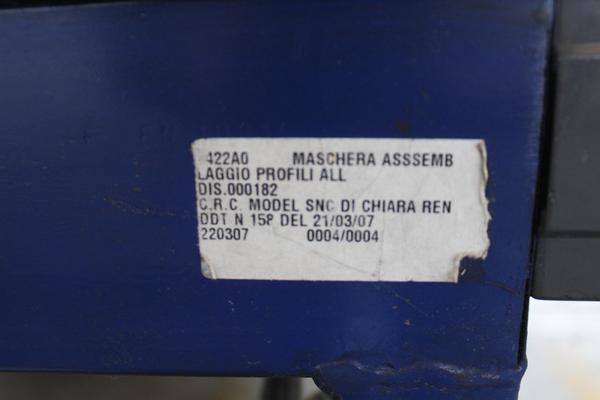 422A0 MASCHERA ASSSEMB
LAGGIO PROFILI ALL
DIS.000182
C.R.C. MODEL SNC DI CHIARA REN
DDT N 158 DEL 21/03/07
220307 0004/0004